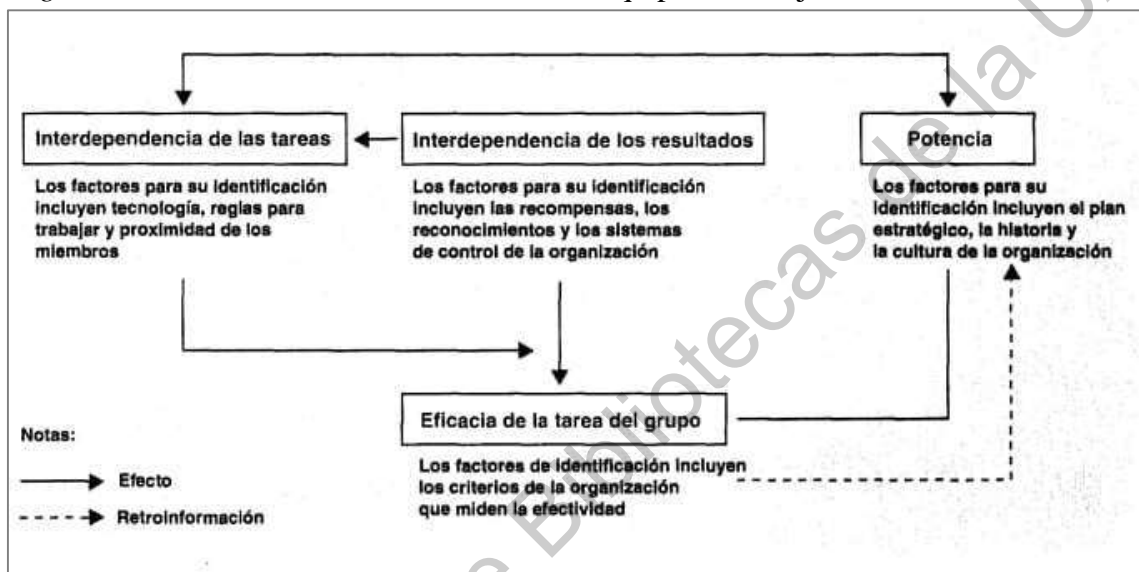 Interdependencia de las tareas
Los factores para su identificación
incluyen tecnología, reglas para
trabajar y proximidad de los
miembros
Interdependencia de los resultados
Los factores para su identificación
incluyen las recompensas, los
reconocimientos y los sistemas
de control de la organización
Potencia
Los factores para su
identificación incluyen el plan
estratégico, la historia y
la cultura de la organización
Eficacia de la tarea del grupo
Los factores de identificación incluyen
los criterios de la organización
que miden la efectividad
Notas:
Efecto
Retroinformación
Bibliotecas de la